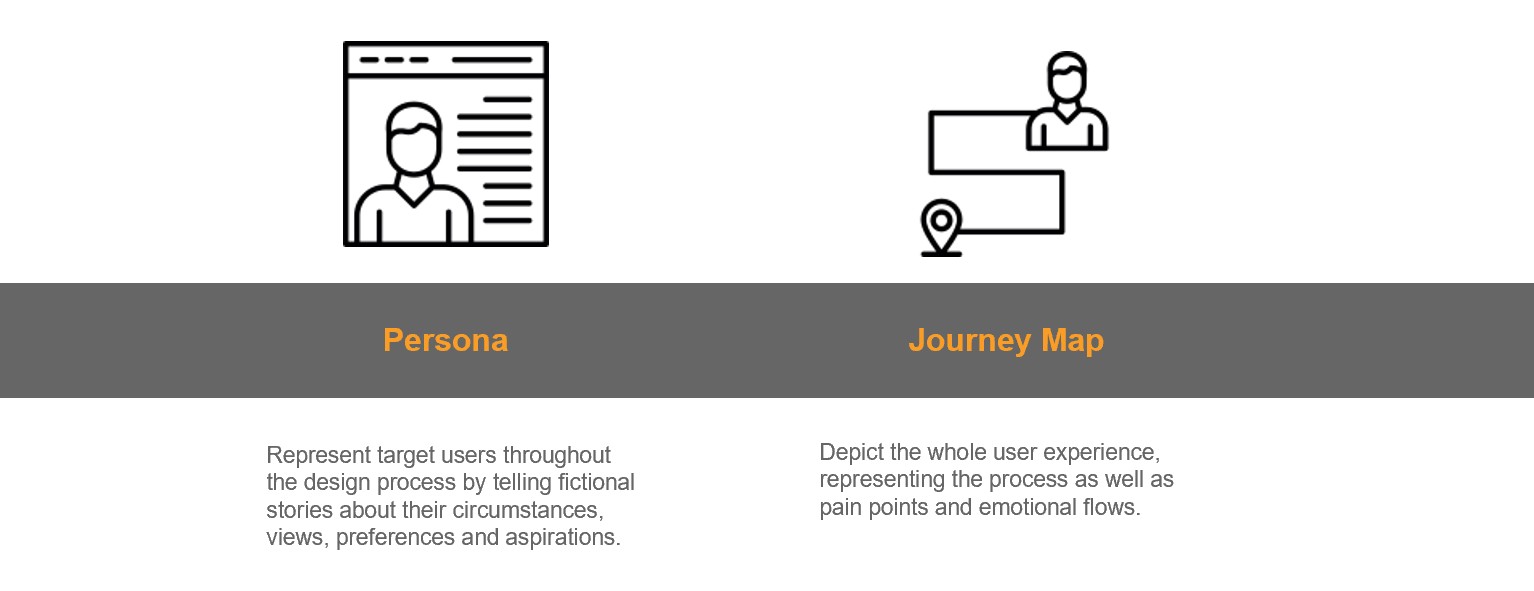 Persona
Journey Map
Represent target users throughout
the design process by telling fictional
stories about their circumstances,
views, preferences and aspirations.
Depict the whole user experience,
representing the process as well as
pain points and emotional flows.